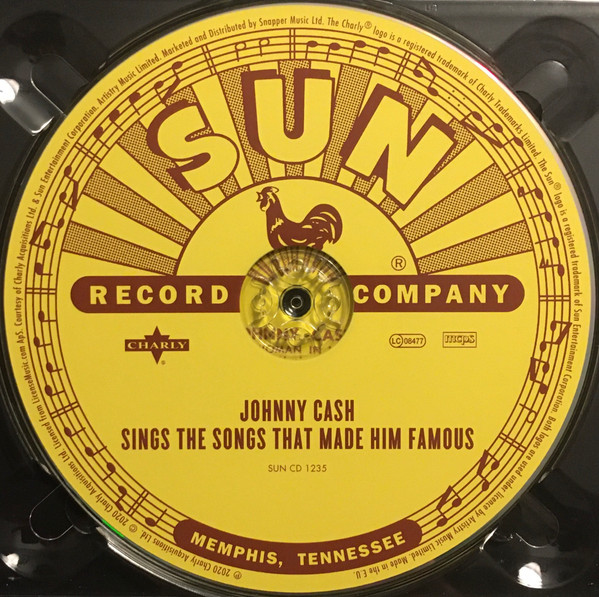 Licensed from LicenseMusic.com ApS. Courtesy of Charly Acquisitions Ltd. & Sun Entertainment Corporation. Artistry Music Limited. Marketed and Distributed by Snapper Music Ltd. The Charly® logo is a registered trademark of Charly Trademarks Limited. The Sun® logo is a registered trademark of Sun Entertainment Corporation. Both logos are used under licence by Artistry Music Limited. Made in the E.U.
SUN
®
RECORD COMPANY
CHARLY
®
LC 08477
mcps
JOHNNY CASH
SINGS THE SONGS THAT MADE HIM FAMOUS
SUN CD 1235
MEMPHIS, TENNESSEE
℗ 2020 Charly Acquisitions Ltd.
© 2020 Charly Acquisitions Ltd.